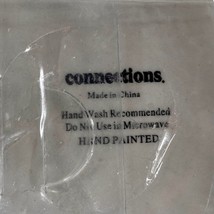 connections.
Made in China
Hand Wash Recommended
Do Not Use in Microwave
HAND PAINTED